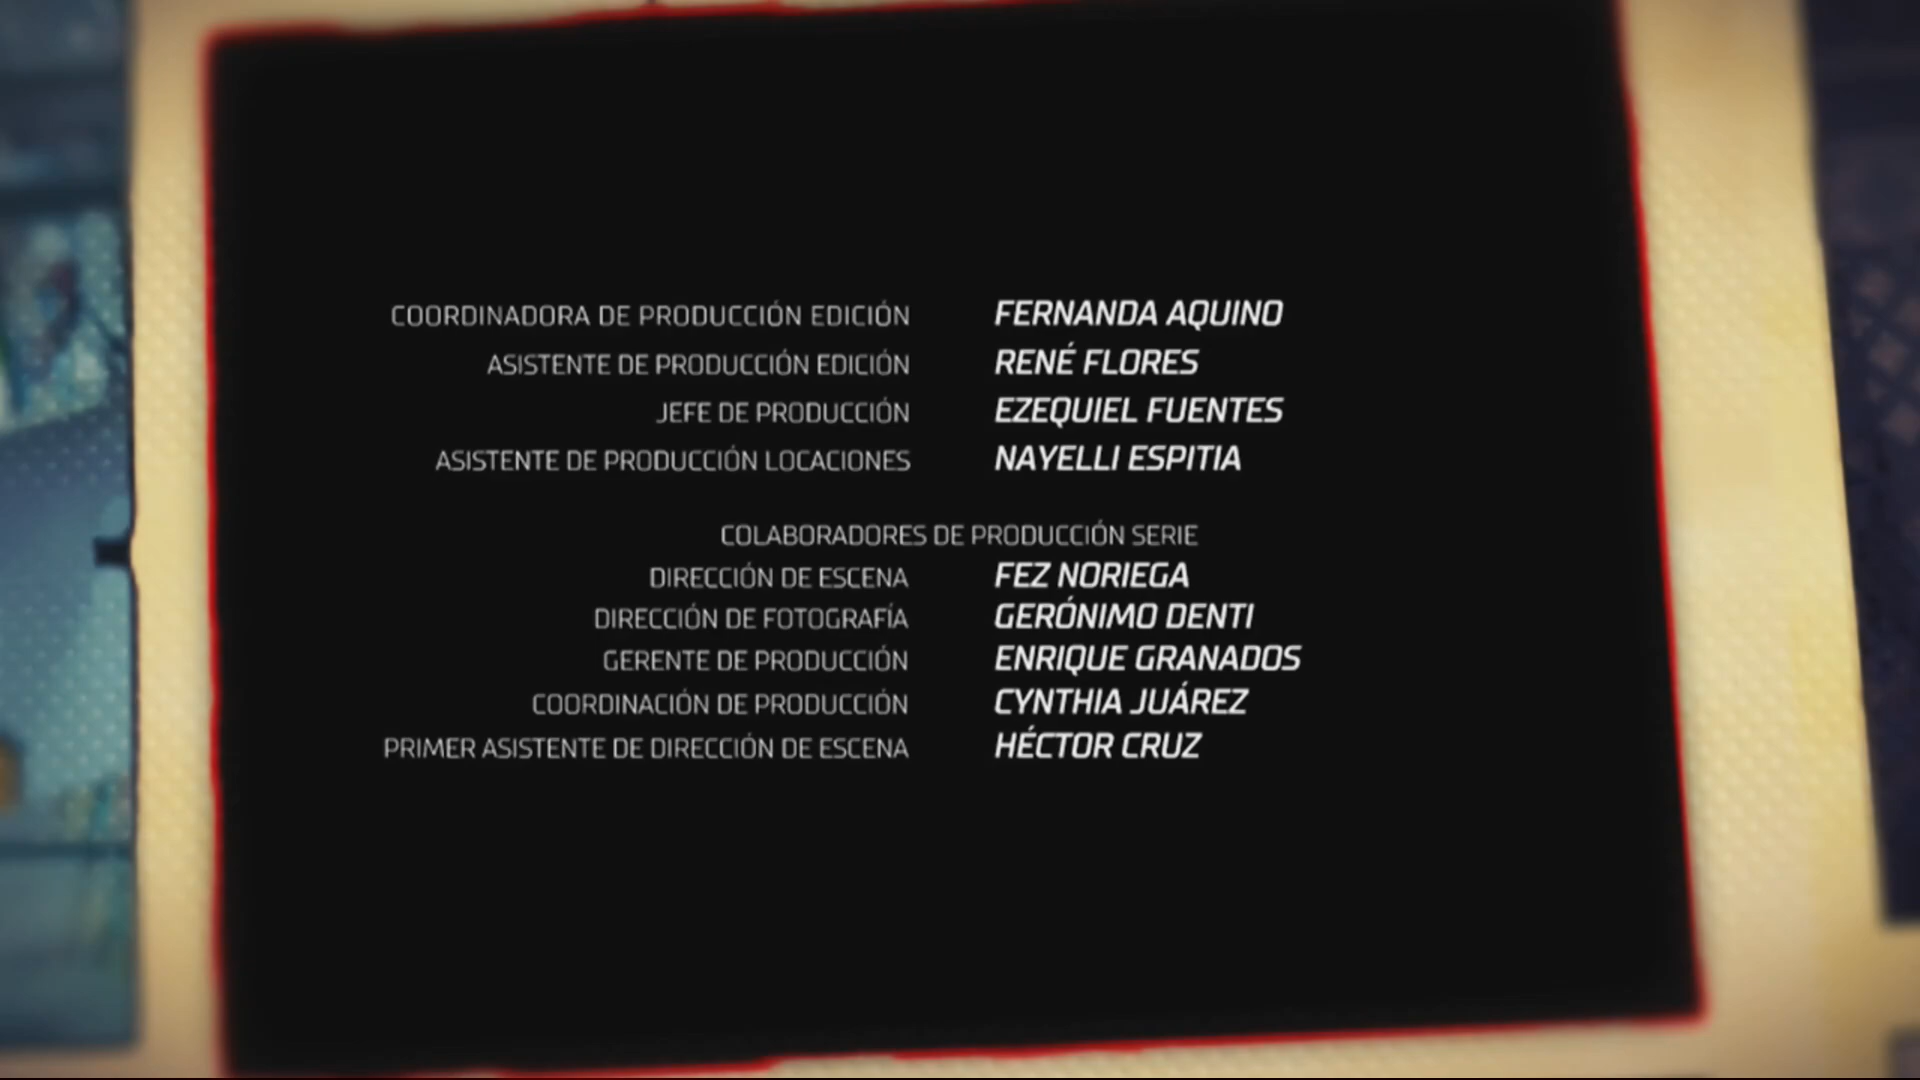 COORDINADORA DE PRODUCCIÓN EDICIÓN FERNANDA AQUINO
ASISTENTE DE PRODUCCIÓN EDICIÓN RENÉ FLORES
JEFE DE PRODUCCIÓN EZEQUIEL FUENTES
ASISTENTE DE PRODUCCIÓN LOCACIONES NAYELLI ESPITIA
COLABORADORES DE PRODUCCIÓN SERIE
DIRECCIÓN DE ESCENA FEZ NORIEGA
DIRECCIÓN DE FOTOGRAFÍA GERÓNIMO DENTI
GERENTE DE PRODUCCIÓN ENRIQUE GRANADOS
COORDINACIÓN DE PRODUCCIÓN CYNTHIA JUÁREZ
PRIMER ASISTENTE DE DIRECCIÓN DE ESCENA HÉCTOR CRUZ